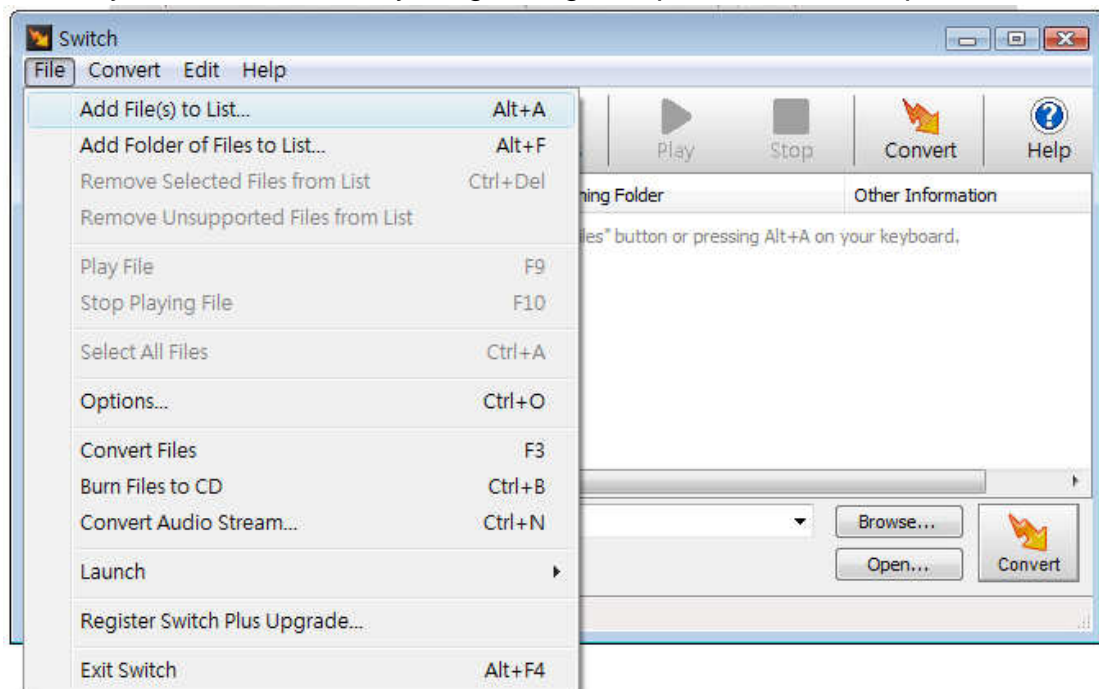 Switch
File Convert Edit Help
Add File(s) to List... Alt+A
Add Folder of Files to List... Alt+F
Remove Selected Files from List Ctrl+Del
Remove Unsupported Files from List
Play File F9
Stop Playing File F10
Select All Files Ctrl+A
Options... Ctrl+O
Convert Files F3
Burn Files to CD Ctrl+B
Convert Audio Stream... Ctrl+N
Launch
Register Switch Plus Upgrade...
Exit Switch Alt+F4
Play Stop Convert Help
Folder Other Information
button or pressing Alt+A on your keyboard.
Browse...
Open... Convert